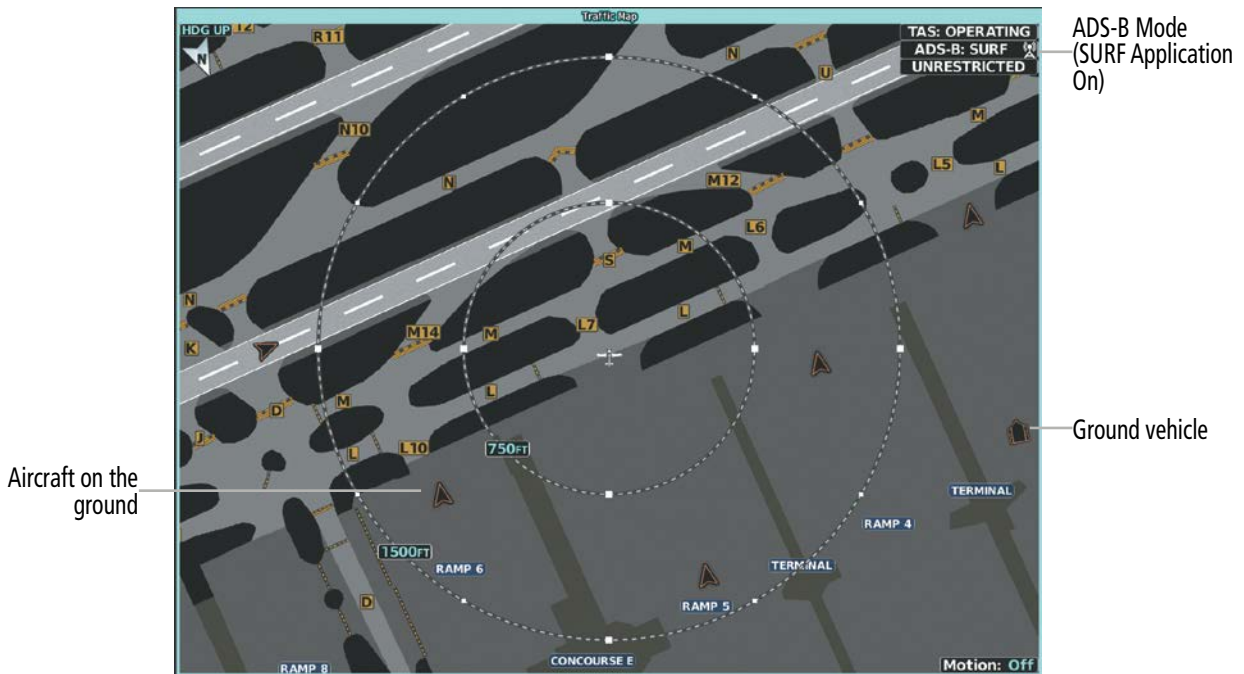 Traffic Map
HDG UP
N
12
R11
TAS: OPERATING
ADS-B: SURF
UNRESTRICTED
ADS-B Mode
(SURF Application
On)
N
U
N10
M
N
M12
L5
L
L6
M
S
N
L
L7
M14
M
K
L
M
D
J
L10
L
750FT
Ground vehicle
Aircraft on the
ground
TERMINAL
RAMP 4
1500FT
RAMP 6
TERMINAL
D
RAMP 5
CONCOURSE E
RAMP 8
Motion: Off